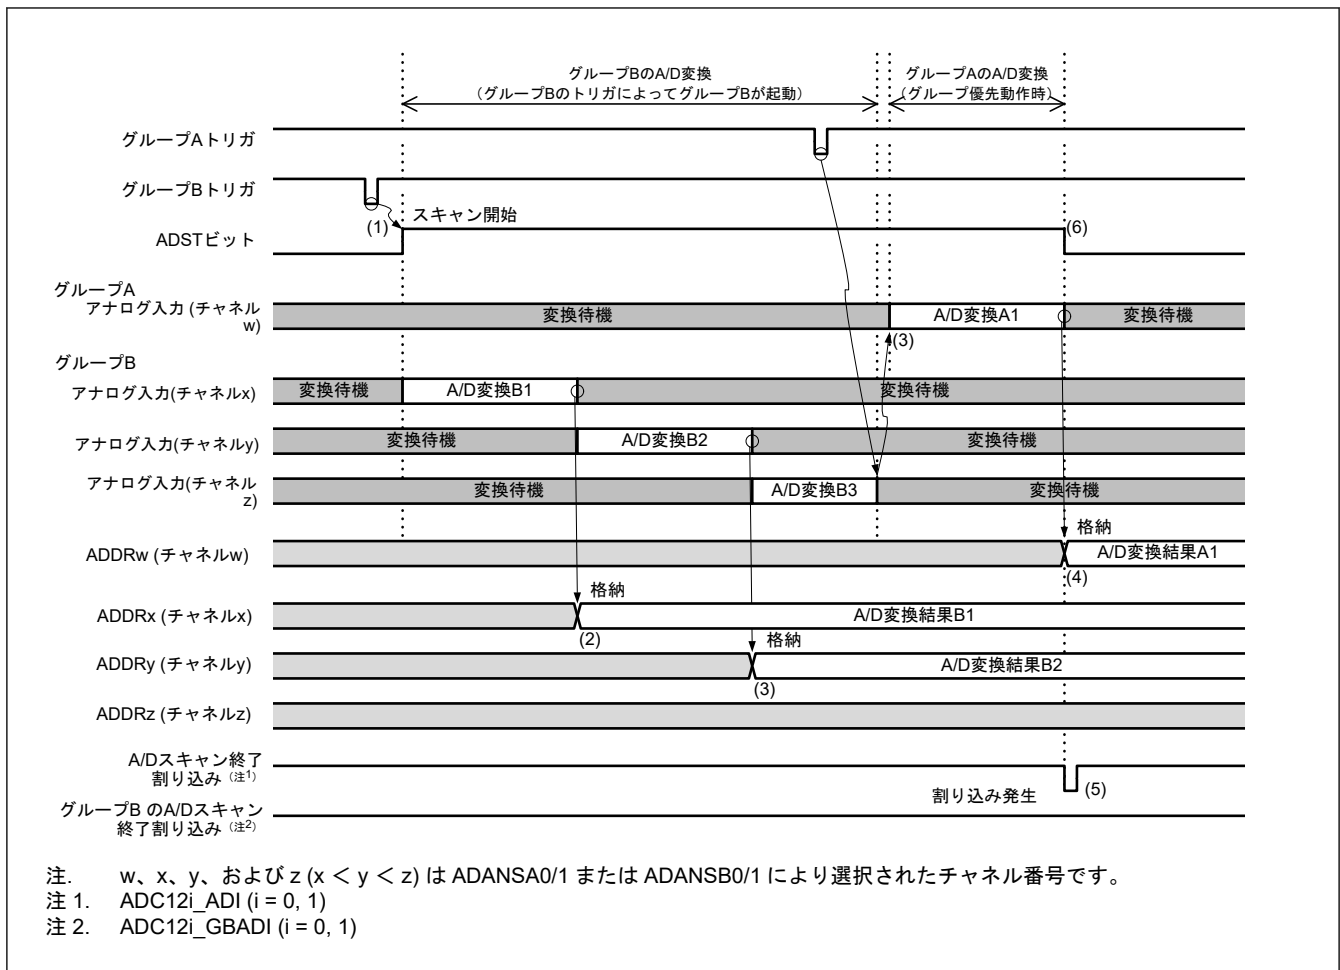 グループBのA/D変換
（グループBのトリガによってグループBが起動）
グループAのA/D変換
（グループ優先動作時）
グループAトリガ
グループBトリガ
(1)
スキャン開始
(6)
ADSTビット
グループA
アナログ入力 (チャネル
w)
変換待機
A/D変換A1
変換待機
(3)
グループB
アナログ入力(チャネルx)
変換待機
A/D変換B1
変換待機
アナログ入力(チャネルy)
変換待機
A/D変換B2
変換待機
アナログ入力(チャネル
z)
変換待機
A/D変換B3
変換待機
格納
ADDRw (チャネルw)
A/D変換結果A1
(4)
格納
ADDRx (チャネルx)
A/D変換結果B1
(2)
格納
ADDRy (チャネルy)
A/D変換結果B2
(3)
ADDRz (チャネルz)
A/Dスキャン終了
割り込み（注1）
割り込み発生
(5)
グループB のA/Dスキャン
終了割り込み（注2）
注. w、x、y、および z (x ＜ y ＜ z) は ADANSA0/1 または ADANSB0/1 により選択されたチャネル番号です。
注 1. ADC12i_ADI (i = 0, 1)
注 2. ADC12i_GBADI (i = 0, 1)